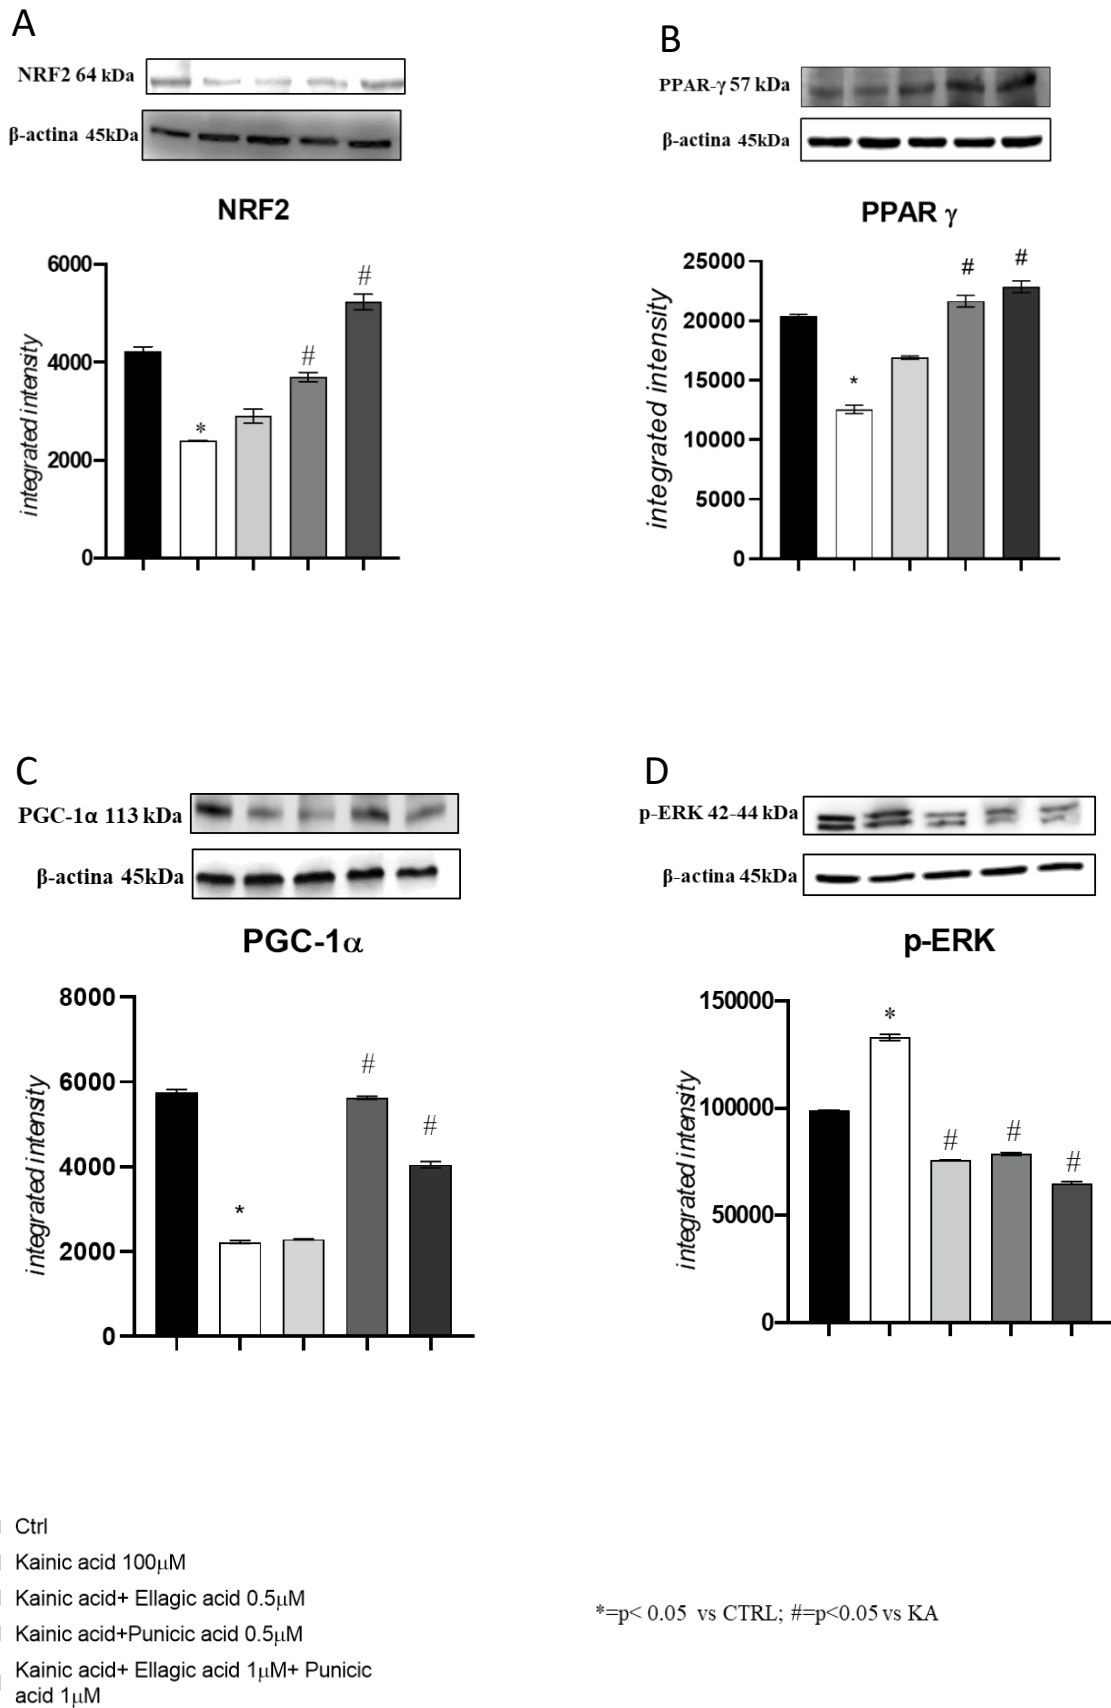 A
NRF2 64 kDa
β-actina 45kDa
NRF2
6000
4000
2000
0
integrated intensity
*
#
#
B
PPAR-γ 57 kDa
β-actina 45kDa
PPAR γ
25000
20000
15000
10000
5000
0
integrated intensity
*
#
#
C
PGC-1α 113 kDa
β-actina 45kDa
PGC-1α
8000
6000
4000
2000
0
integrated intensity
*
#
#
D
p-ERK 42-44 kDa
β-actina 45kDa
p-ERK
150000
100000
50000
0
integrated intensity
*
#
#
#
Ctrl
Kainic acid 100µM
Kainic acid+ Ellagic acid 0.5µM
Kainic acid+Punicic acid 0.5µM
Kainic acid+ Ellagic acid 1µM+ Punicic
acid 1µM
*=p< 0.05 vs CTRL; #=p<0.05 vs KA